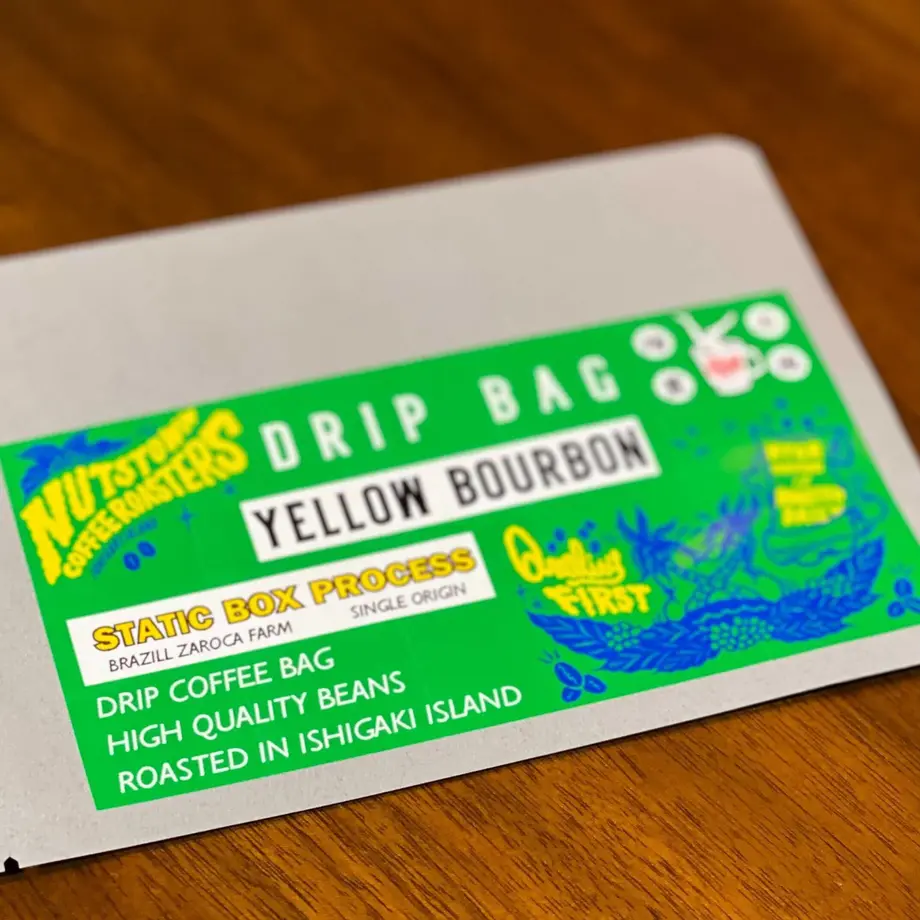 DRIP BAG
NUTSTOWN
COFFEE ROASTERS
YELLOW BOURBON
STATIC BOX PROCESS
BRAZILL ZAROCA FARM
SINGLE ORIGIN
Quality
FIRST
DRIP COFFEE BAG
HIGH QUALITY BEANS
ROASTED IN ISHIGAKI ISLAND